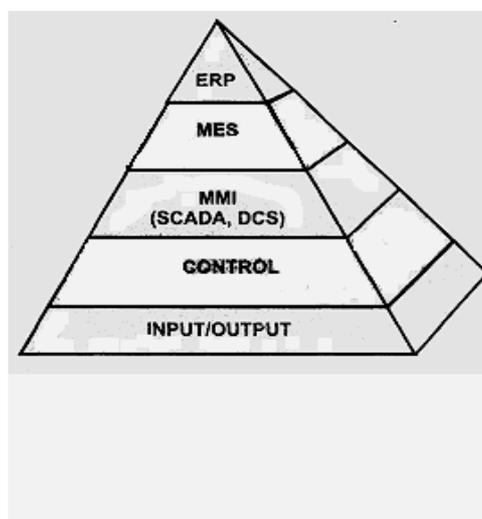 ERP
MES
MMI
(SCADA, DCS)
CONTROL
INPUT/OUTPUT